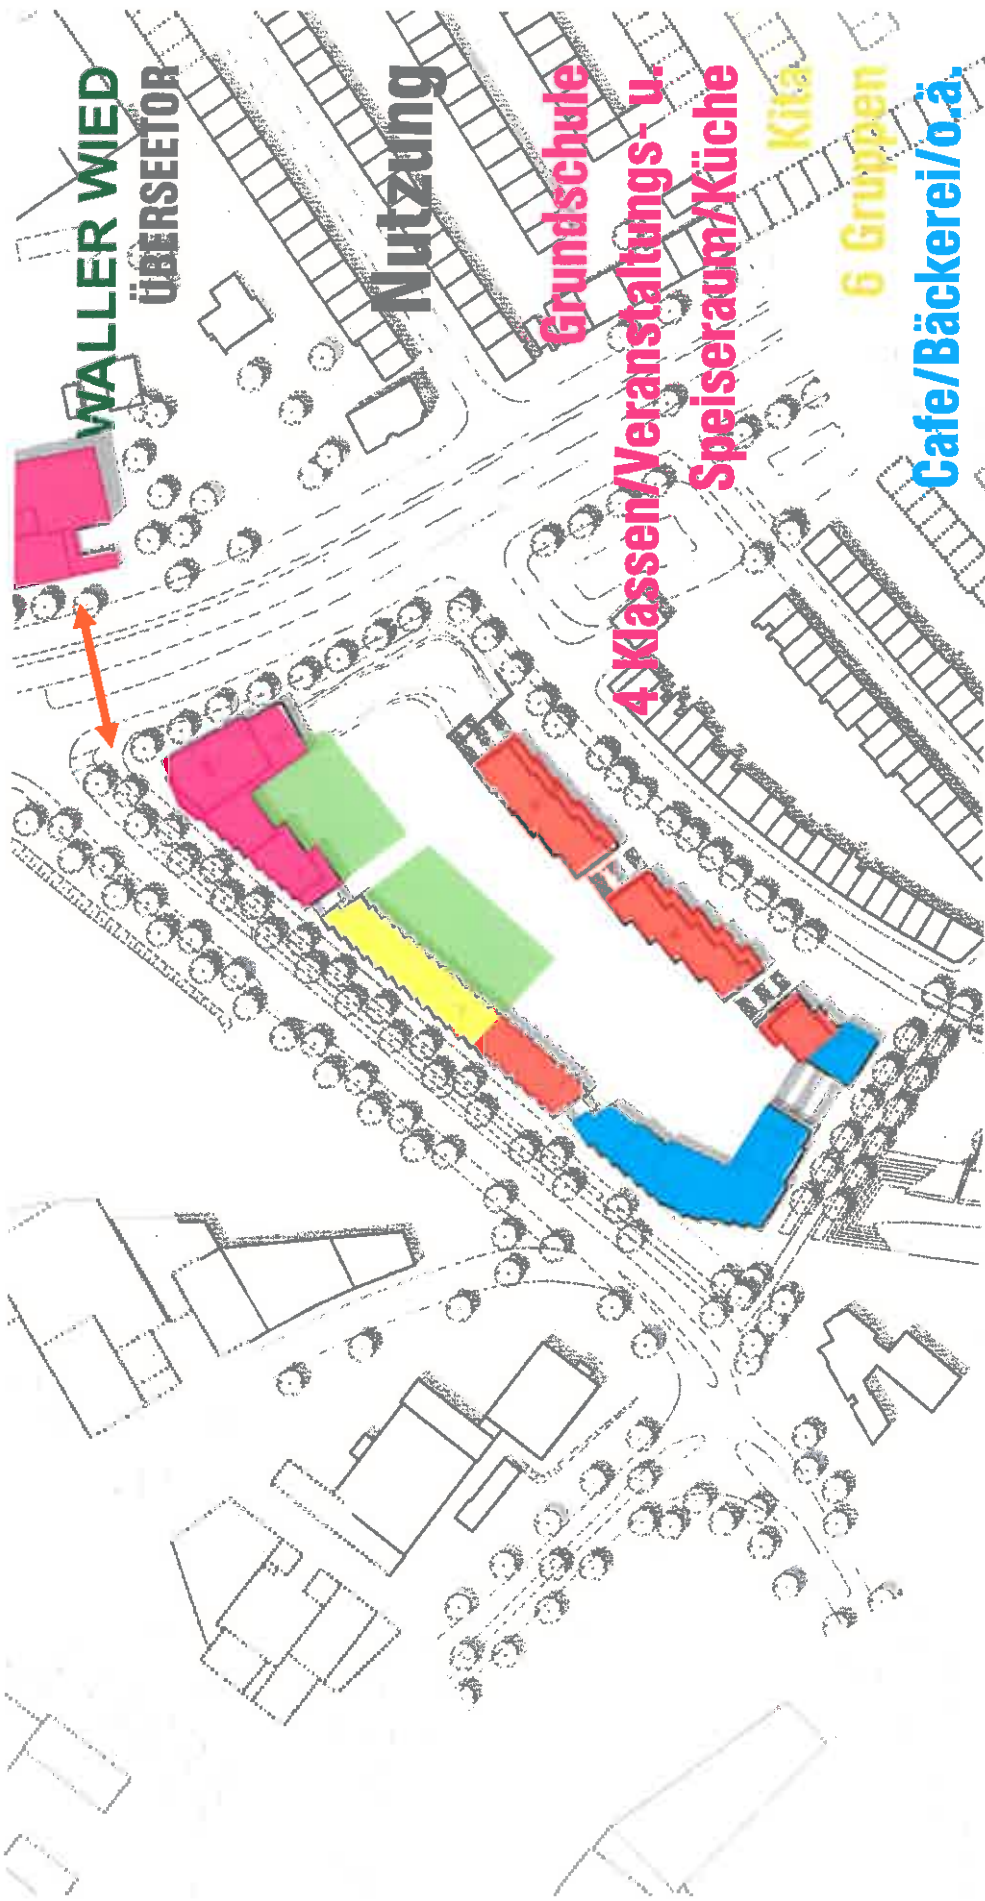 WALLER WIED
ÜBERSEETOR
Nutzung
Grundschule
4 Klassen/Veranstaltungs- u.
Speiseraum/Küche
Kita
6 Gruppen
Cafe/Bäckerei/o.ä.